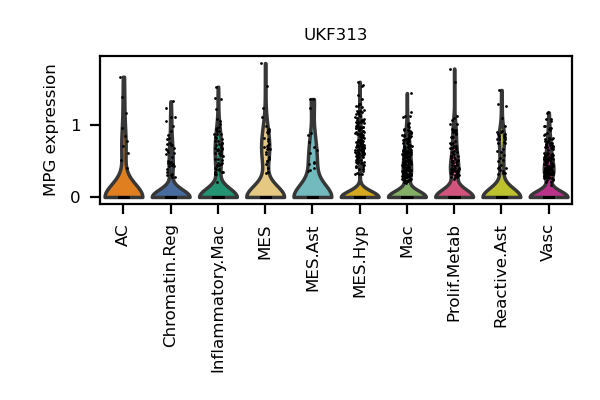 UKF313
MPG expression
1
0
AC
Chromatin.Reg
Inflammatory.Mac
MES
MES.Ast
MES.Hyp
Mac
Prolif.Metab
Reactive.Ast
Vasc